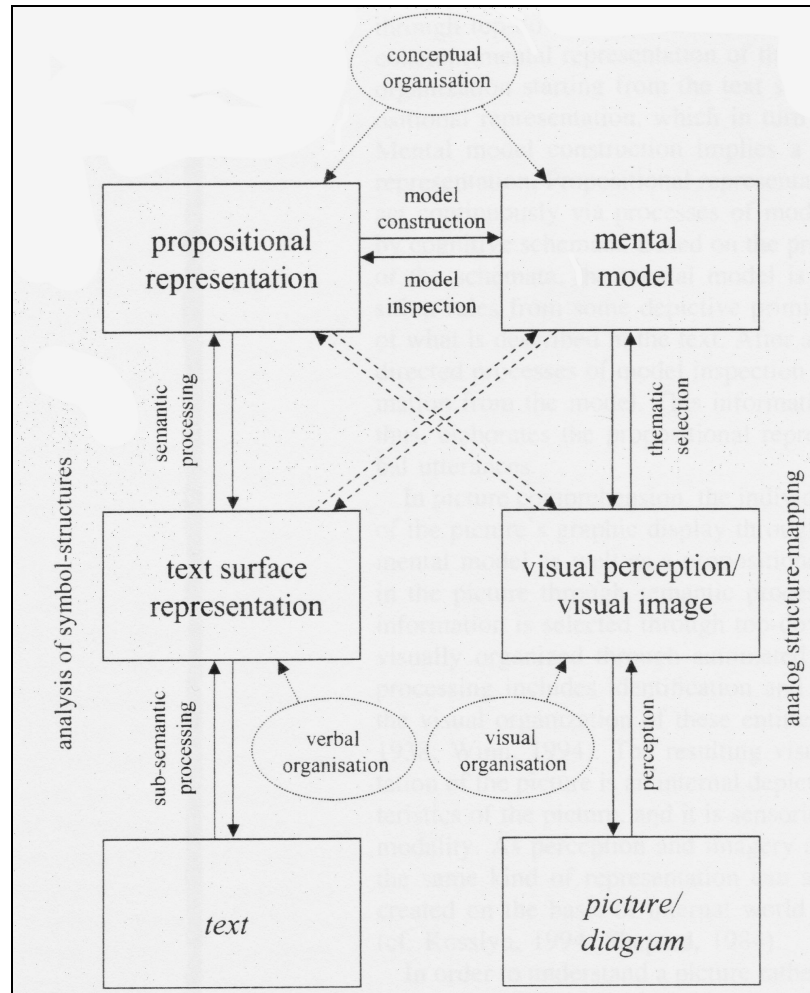 conceptual
organisation
propositional
representation
model
construction
model
inspection
mental
model
semantic
processing
thematic
selection
analysis of symbol-structures
analog structure-mapping
text surface
representation
visual perception/
visual image
sub-semantic
processing
verbal
organisation
visual
organisation
perception
text
picture/
diagram